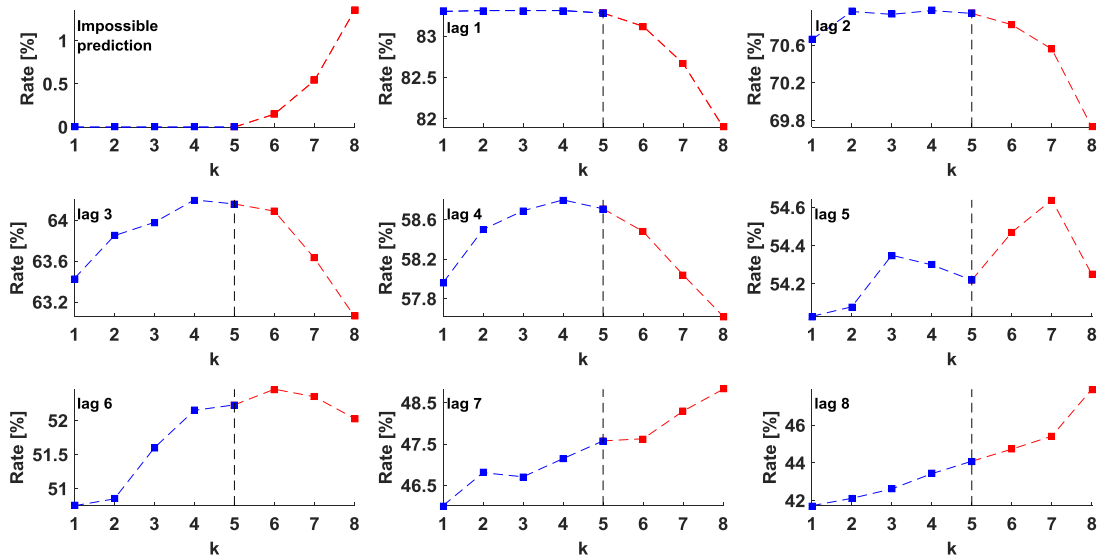 Impossible
prediction
Rate [%]
1
0.5
0
1 2 3 4 5 6 7 8
k
lag 1
Rate [%]
83
82.5
82
1 2 3 4 5 6 7 8
k
lag 2
Rate [%]
70.6
70.2
69.8
1 2 3 4 5 6 7 8
k
lag 3
Rate [%]
64
63.6
63.2
1 2 3 4 5 6 7 8
k
lag 4
Rate [%]
58.6
58.2
57.8
1 2 3 4 5 6 7 8
k
lag 5
Rate [%]
54.6
54.4
54.2
1 2 3 4 5 6 7 8
k
lag 6
Rate [%]
52
51.5
51
1 2 3 4 5 6 7 8
k
lag 7
Rate [%]
48.5
47.5
46.5
1 2 3 4 5 6 7 8
k
lag 8
Rate [%]
46
44
42
1 2 3 4 5 6 7 8
k